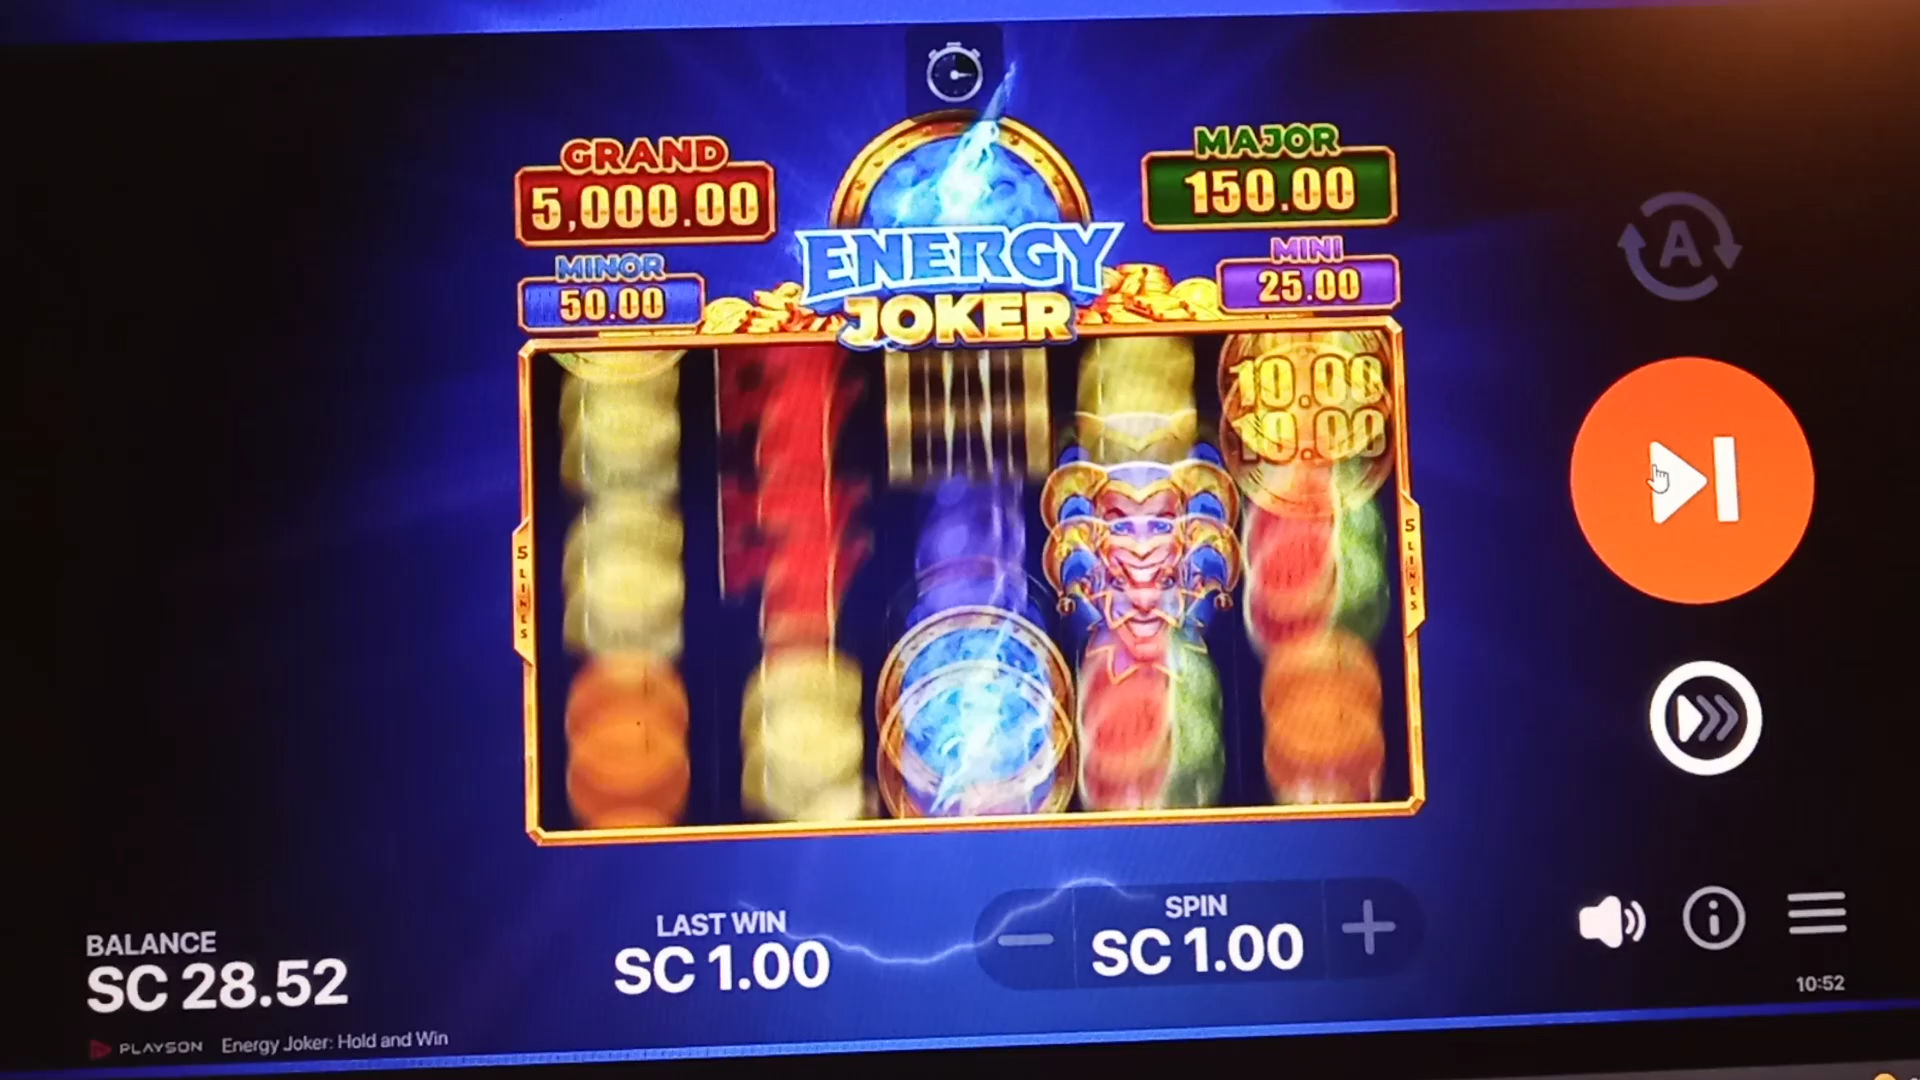 GRAND
5,000.00
MAJOR
150.00
MINOR
50.00
MINI
25.00
ENERGY
JOKER
10.00
10.00
5 LINES
5 LINES
A
BALANCE
SC 28.52
LAST WIN
SC 1.00
SPIN
SC 1.00
10:52
PLAYSON
Energy Joker: Hold and Win